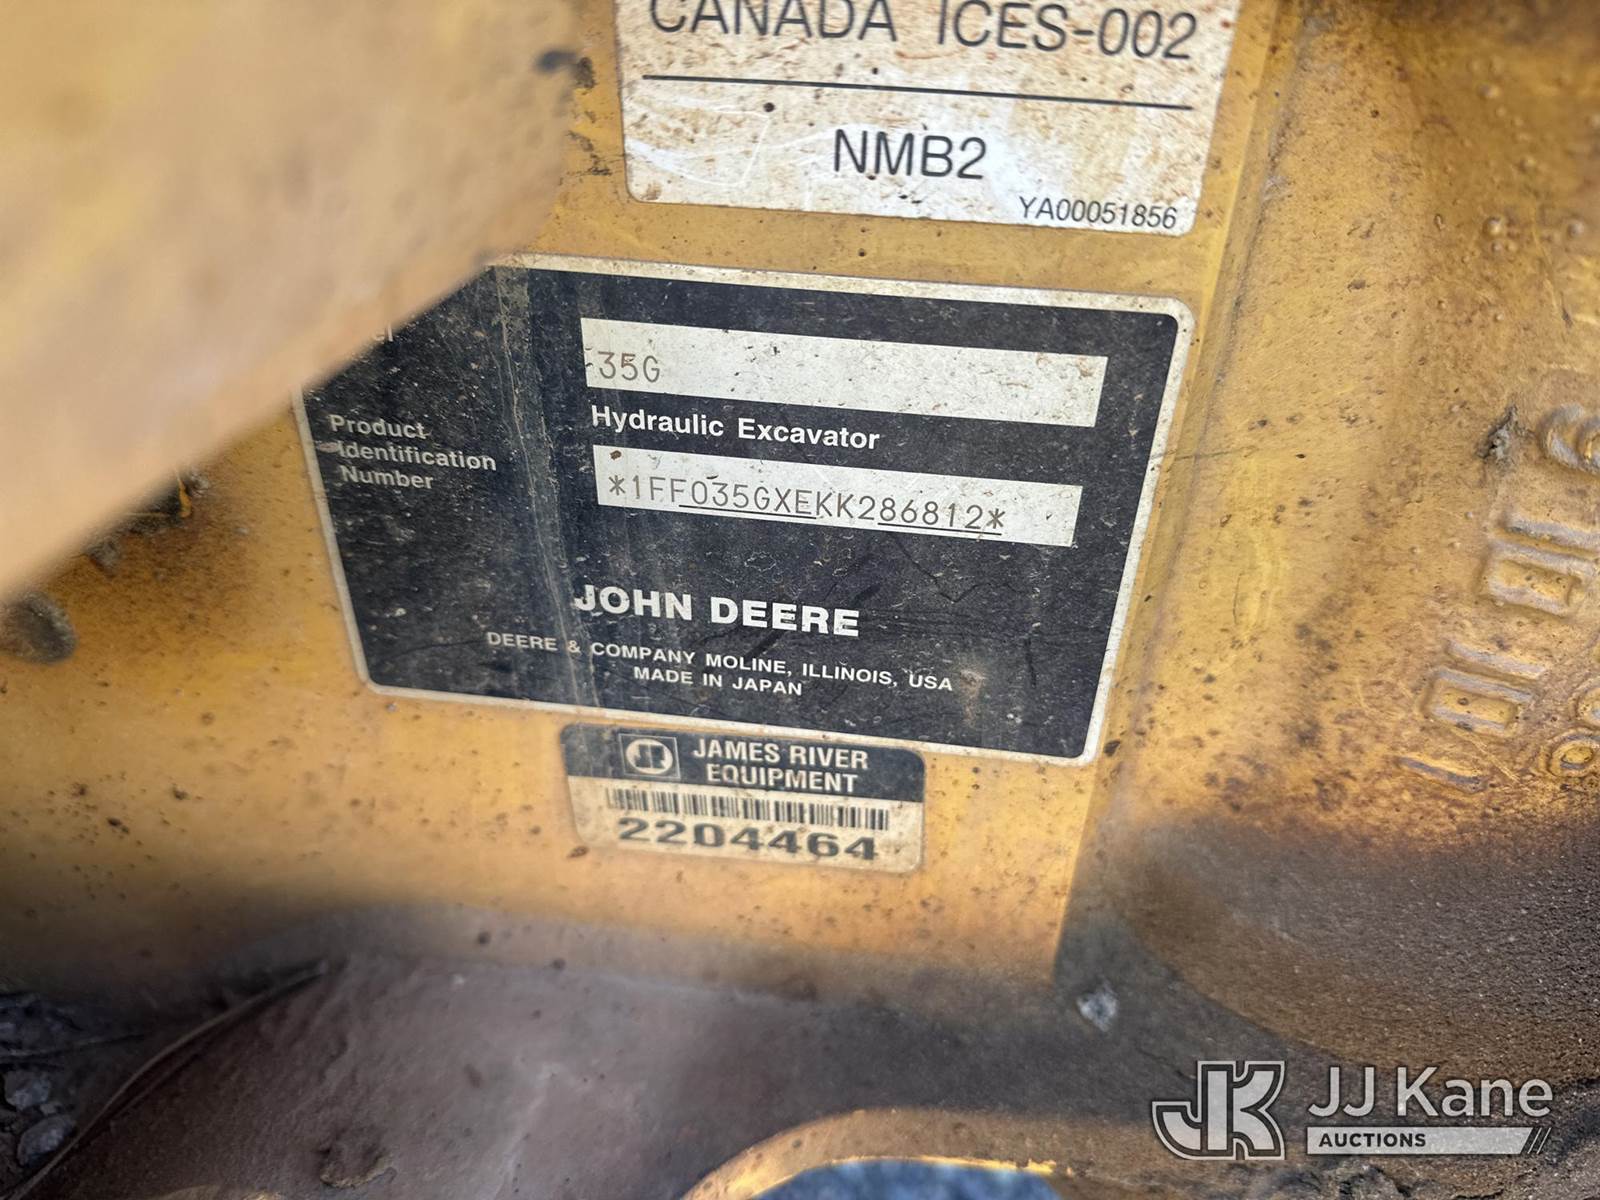 CANADA ICES-002
NMB2
YA00051856
35G
Hydraulic Excavator
Product
Identification
Number
*1FF035GXEKK286812*
JOHN DEERE
DEERE & COMPANY MOLINE, ILLINOIS, USA
MADE IN JAPAN
JAMES RIVER
EQUIPMENT
2204464
JK
JJ Kane
AUCTIONS